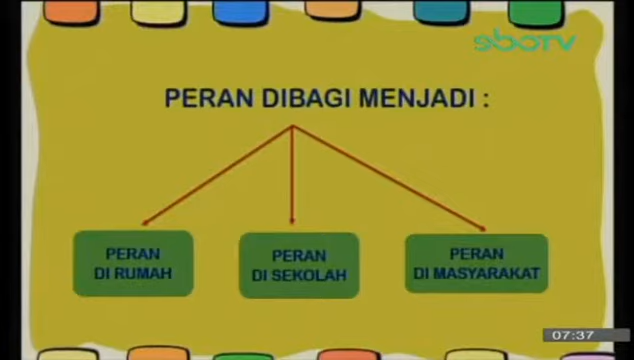 sboTV
PERAN DIBAGI MENJADI :
PERAN
DI RUMAH
PERAN
DI SEKOLAH
PERAN
DI MASYARAKAT
07:37